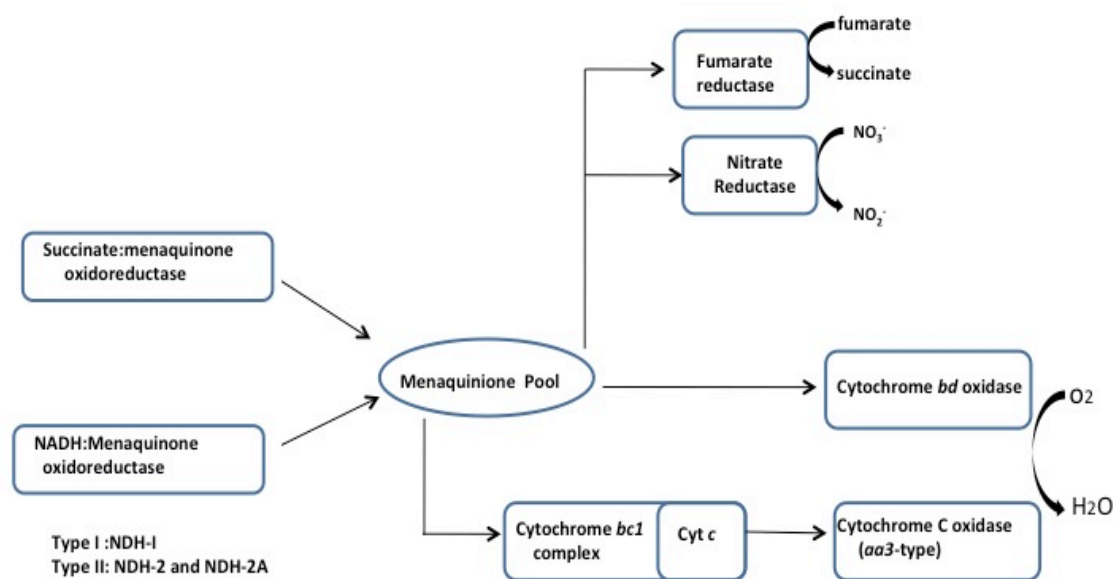 fumarate
Fumarate
reductase
succinate
NO3-
Nitrate
Reductase
NO2-
Succinate:menaquinone
oxidoreductase
Menaquinione Pool
Cytochrome bd oxidase
O2
NADH:Menaquinone
oxidoreductase
H2O
Cytochrome bc1
complex
Cyt c
Cytochrome C oxidase
(aa3-type)
Type I :NDH-I
Type II: NDH-2 and NDH-2A